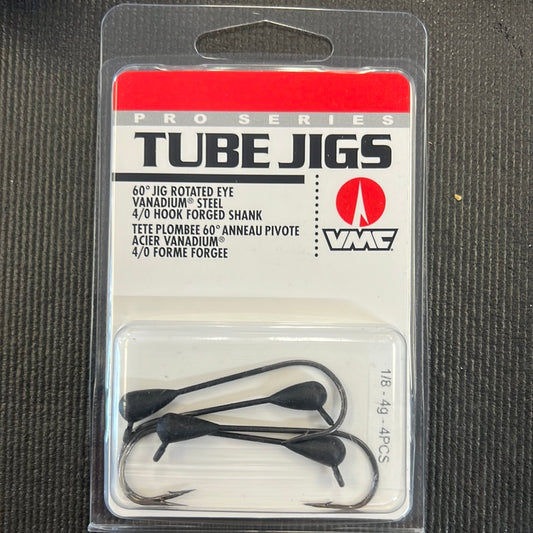 PRO SERIES
TUBE JIGS
60° JIG ROTATED EYE
VANADIUM® STEEL
4/0 HOOK FORGED SHANK
TETE PLOMBEE 60° ANNEAU PIVOTE
ACIER VANADIUM®
4/0 FORME FORGEE
VMC
1/8 - 4g - 4PCS